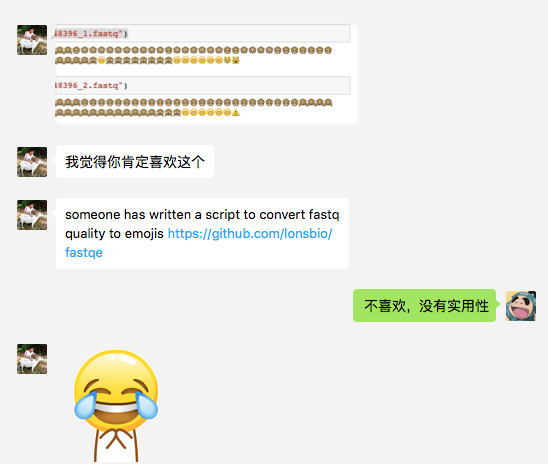 48396_1.fastq")
48396_2.fastq")
我觉得你肯定喜欢这个
someone has written a script to convert fastq
quality to emojis https://github.com/lonsbio/
fastqe
不喜欢，没有实用性